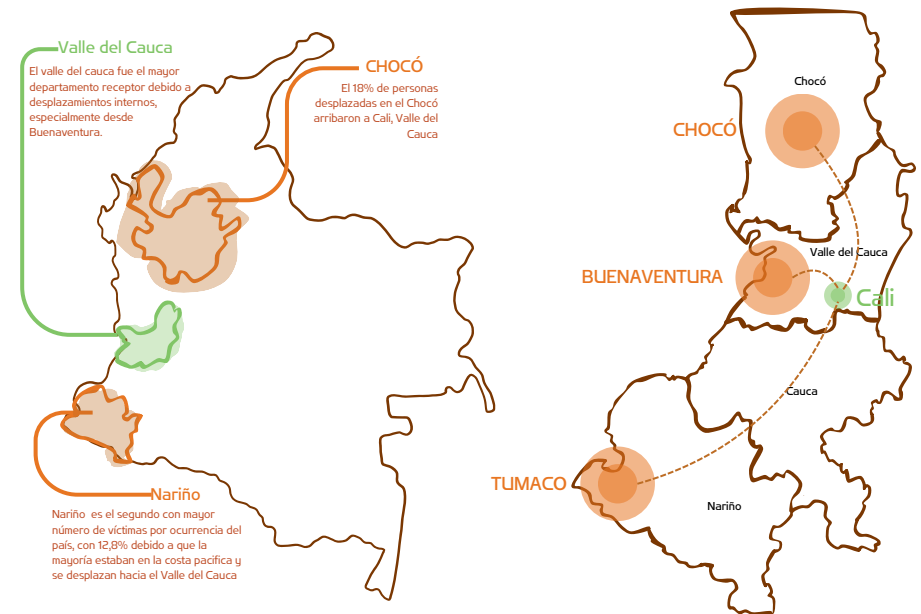 Valle del Cauca
El valle del cauca fue el mayor
departamento receptor debido a
desplazamientos internos,
especialmente desde
Buenaventura.
CHOCÓ
El 18% de personas
desplazadas en el Chocó
arribaron a Cali, Valle del
Cauca
Nariño
Nariño es el segundo con mayor
número de víctimas por ocurrencia del
país, con 12,8% debido a que la
mayoría estaban en la costa pacifica y
se desplazan hacia el Valle del Cauca
Chocó
CHOCÓ
Valle del Cauca
BUENAVENTURA
Cali
Cauca
TUMACO
Nariño